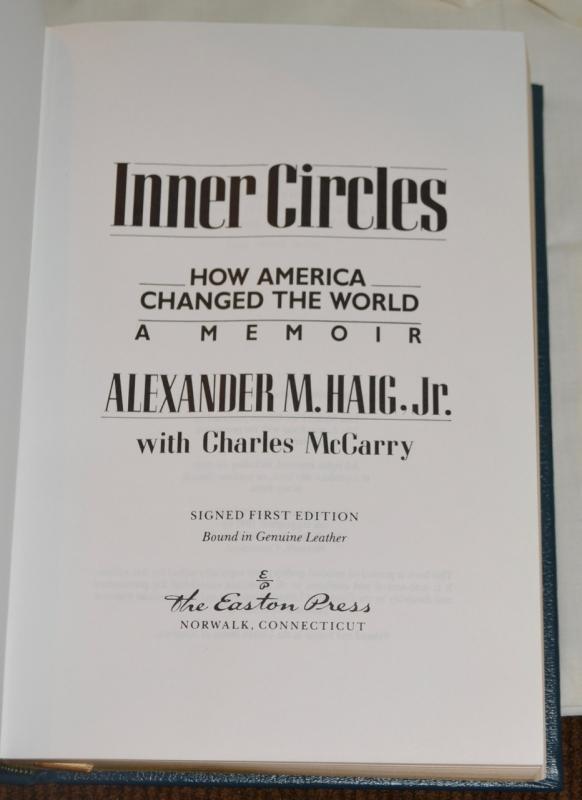 Inner Circles
HOW AMERICA
CHANGED THE WORLD
A MEMOIR
ALEXANDER M. HAIG, Jr.
with Charles McCarry
SIGNED FIRST EDITION
Bound in Genuine Leather
E
P
The Easton Press
NORWALK, CONNECTICUT